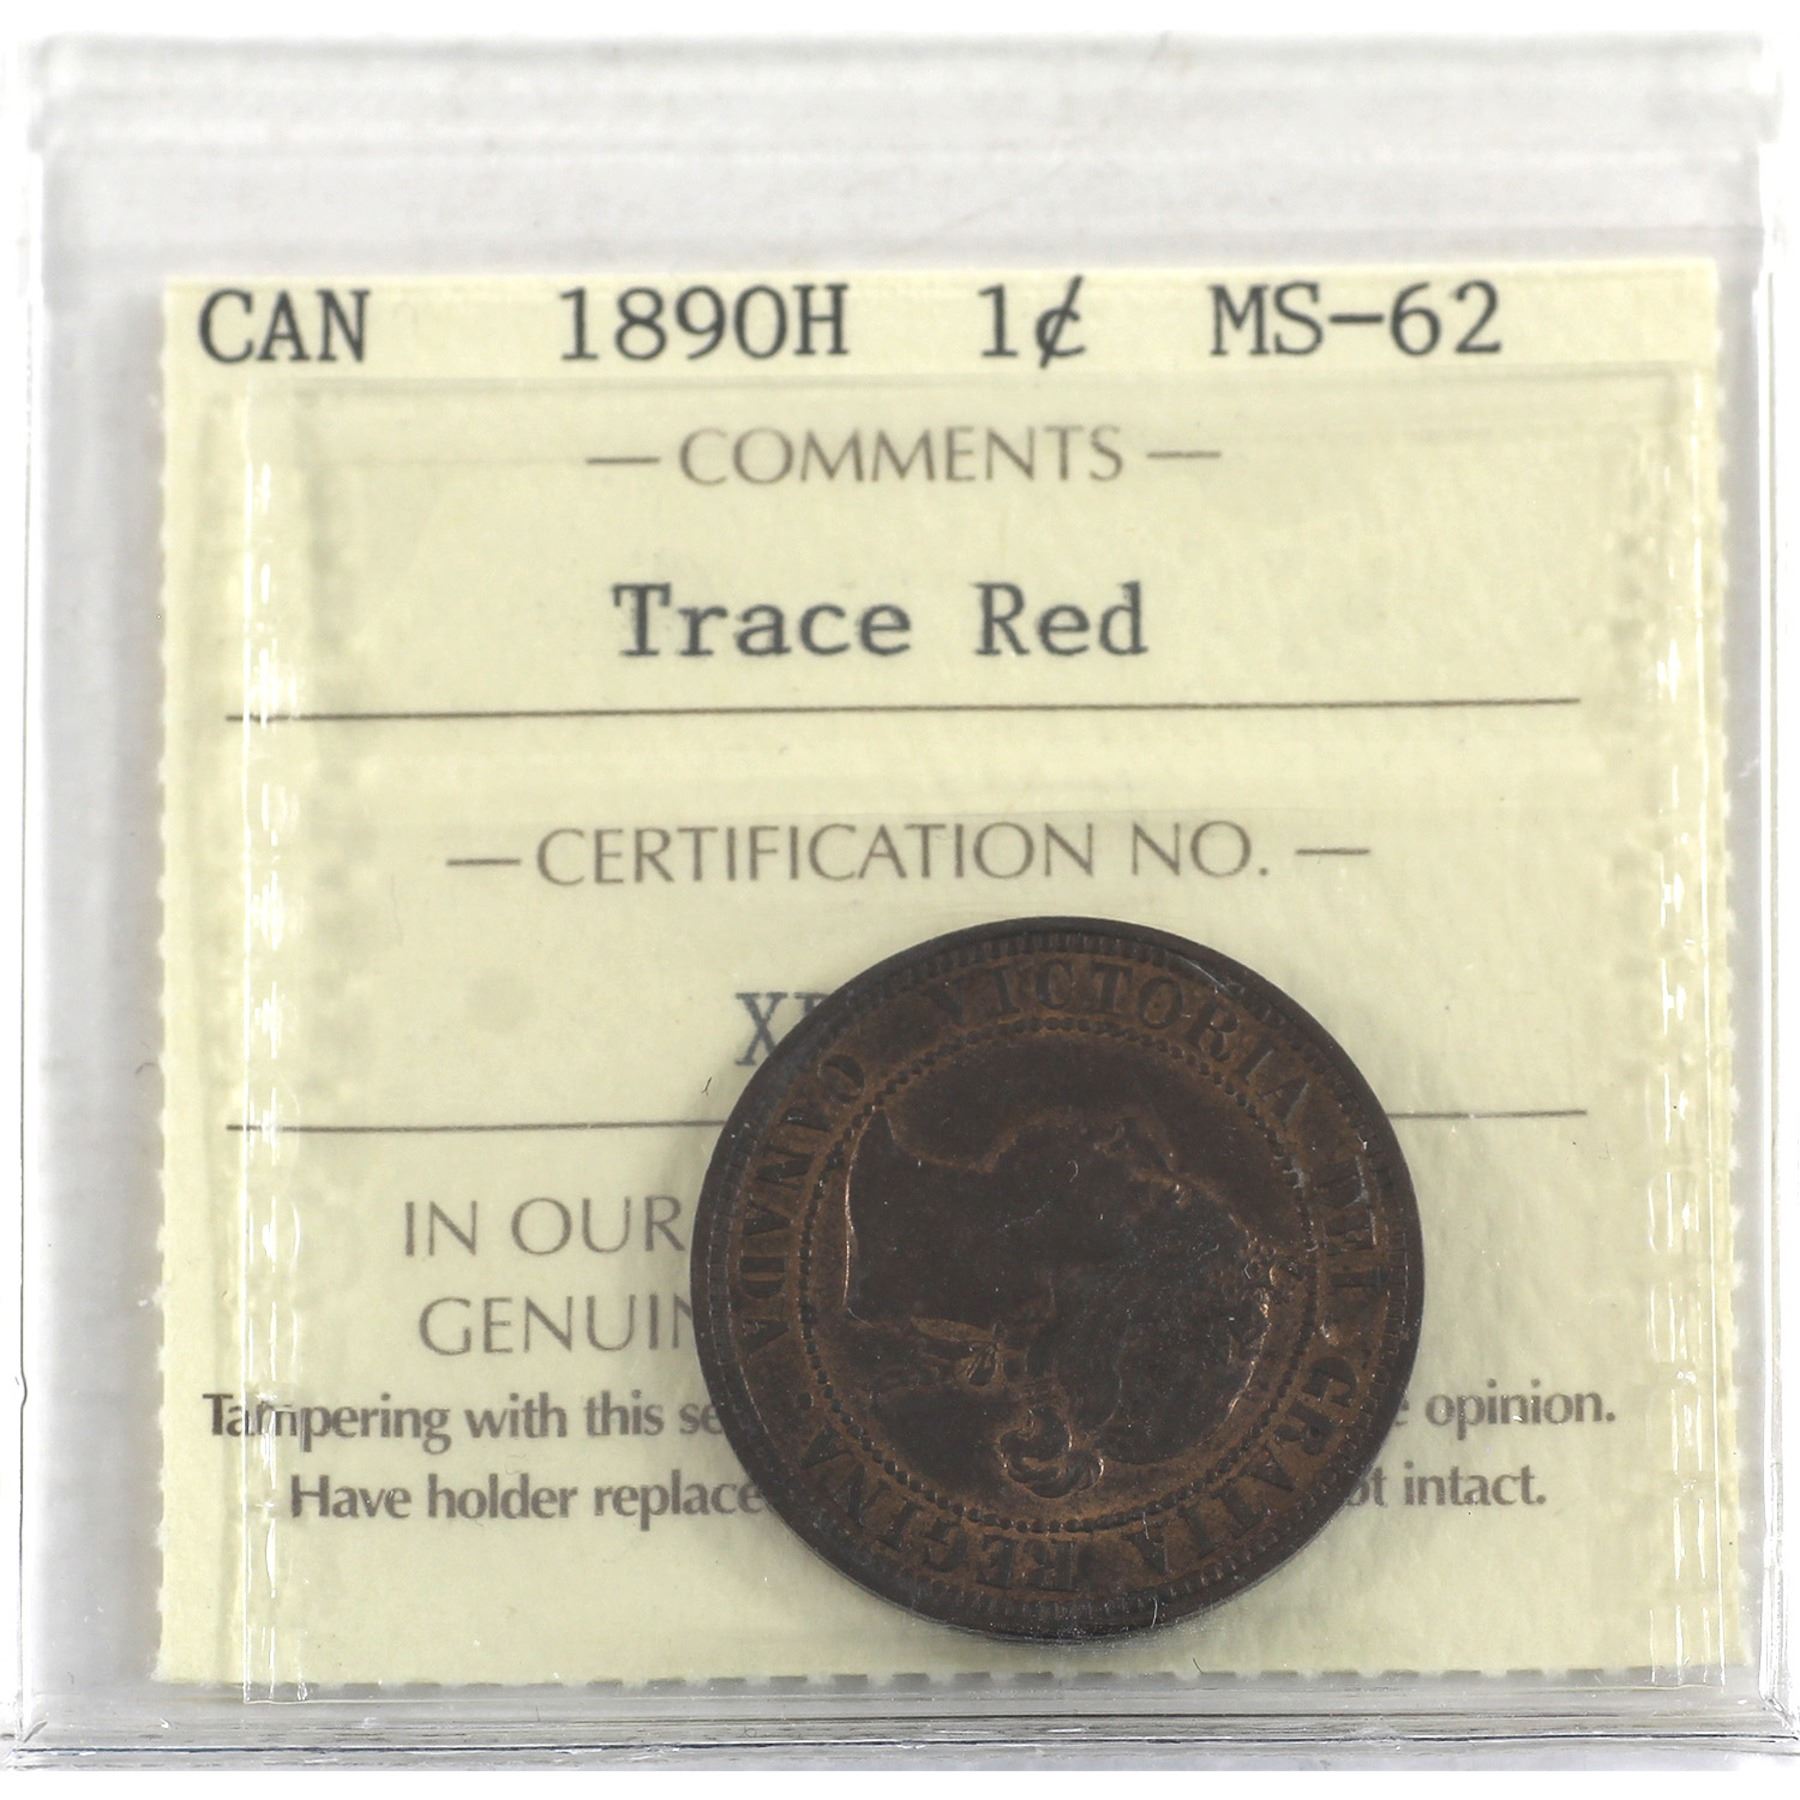 CAN 1890H 1¢ MS-62
— COMMENTS —
Trace Red
— CERTIFICATION NO. —
IN OUR
GENUIN
Tampering with this se opinion.
Have holder replace intact.
VICTORIA DEI GRATIA REGINA. CANADA